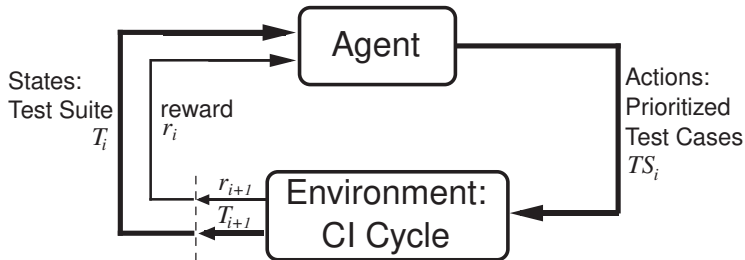 Agent
States:
Test Suite
T_i
reward
r_i
Actions:
Prioritized
Test Cases
TS_i
r_{i+1}
T_{i+1}
Environment:
CI Cycle